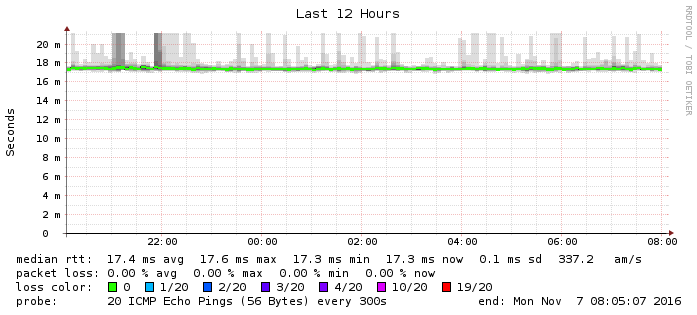 Last 12 Hours
RRDTOOL / TOBI OETIKER
Seconds
20 m
18 m
16 m
14 m
12 m
10 m
8 m
6 m
4 m
2 m
0
22:00 00:00 02:00 04:00 06:00 08:00
median rtt: 17.4 ms avg 17.6 ms max 17.3 ms min 17.3 ms now 0.1 ms sd 337.2 am/s
packet loss: 0.00 % avg 0.00 % max 0.00 % min 0.00 % now
loss color: 0 1/20 2/20 3/20 4/20 10/20 19/20
probe: 20 ICMP Echo Pings (56 Bytes) every 300s end: Mon Nov 7 08:05:07 2016